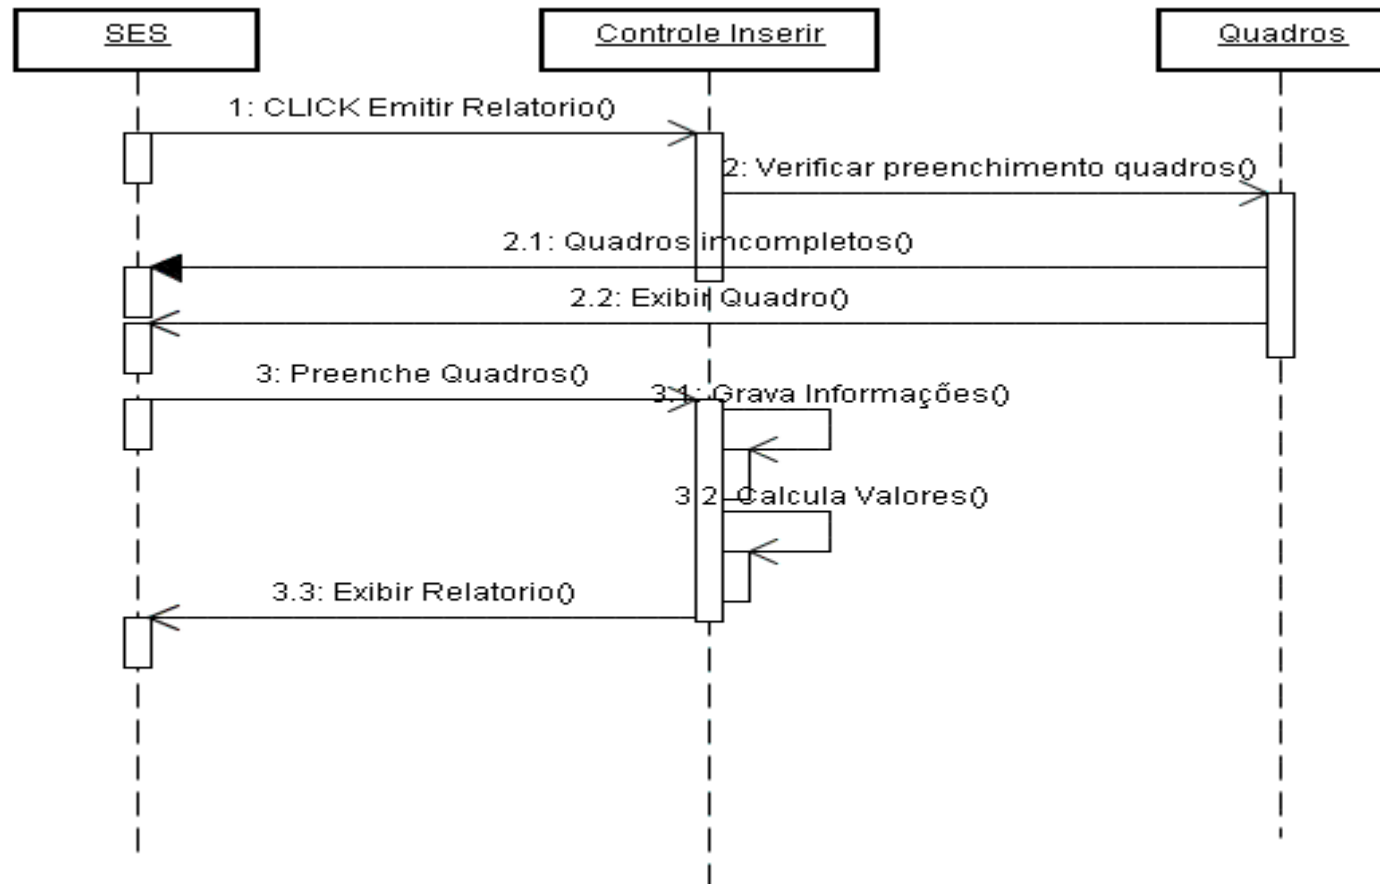 SES
Controle Inserir
Quadros
1: CLICK Emitir Relatorio()
2: Verificar preenchimento quadros()
2.1: Quadros imcompletos()
2.2: Exibir Quadro()
3: Preenche Quadros()
3.1: Grava Informações()
3.2: Calcula Valores()
3.3: Exibir Relatorio()